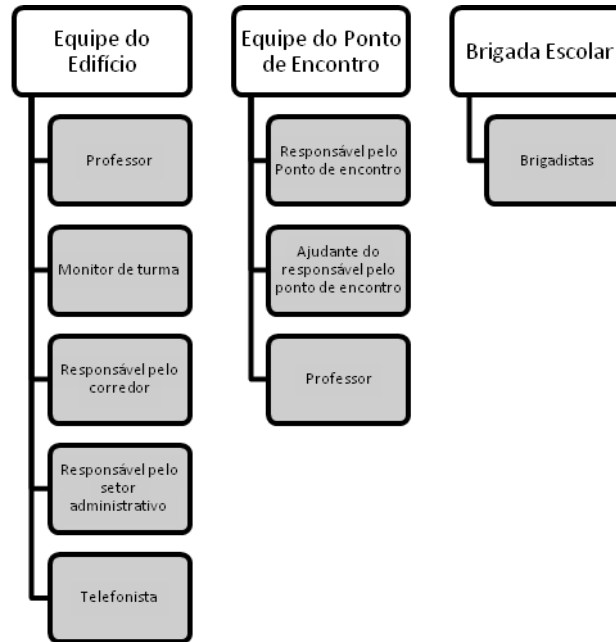 Equipe do
Edifício
Professor
Monitor de turma
Responsável pelo
corredor
Responsável pelo
setor
administrativo
Telefonista
Equipe do Ponto
de Encontro
Responsável pelo
Ponto de encontro
Ajudante do
responsável pelo
ponto de encontro
Professor
Brigada Escolar
Brigadistas